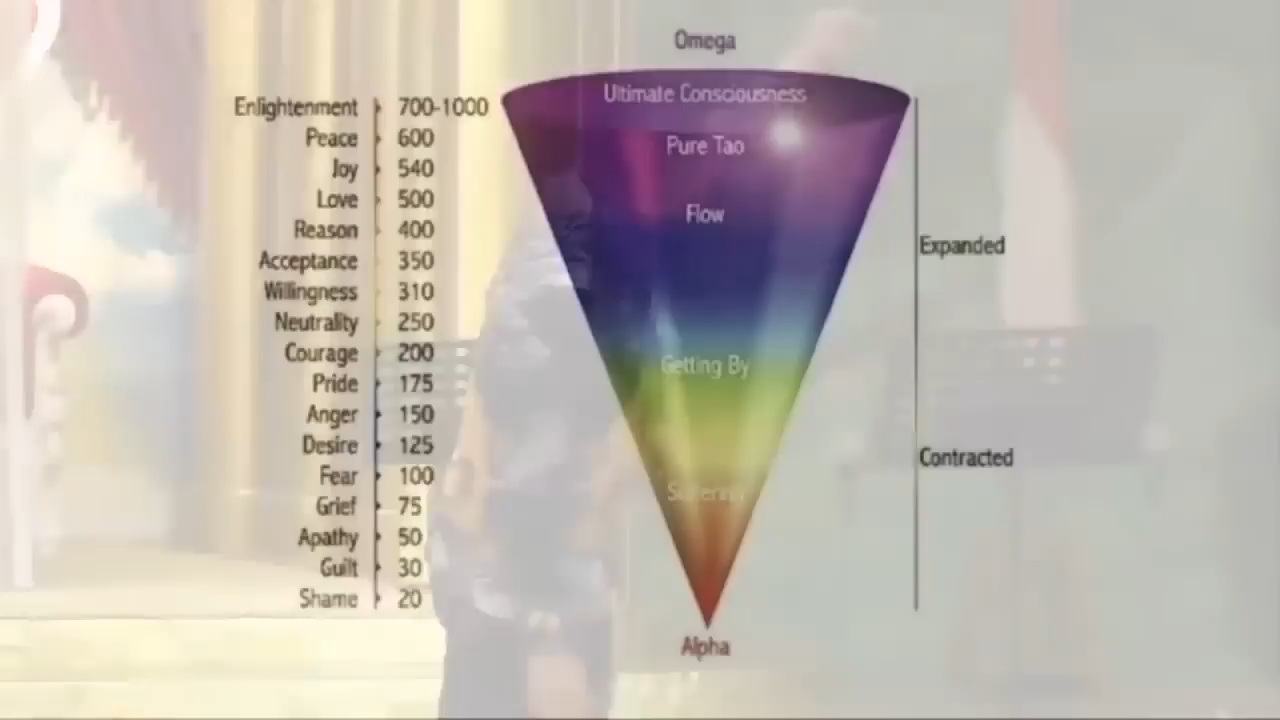 Omega
Enlightenment 700-1000
Peace 600
Joy 540
Love 500
Reason 400
Acceptance 350
Willingness 310
Neutrality 250
Courage 200
Pride 175
Anger 150
Desire 125
Fear 100
Grief 75
Apathy 50
Guilt 30
Shame 20
Ultimate Consciousness
Pure Tao
Flow
Getting By
Suffering
Alpha
Expanded
Contracted